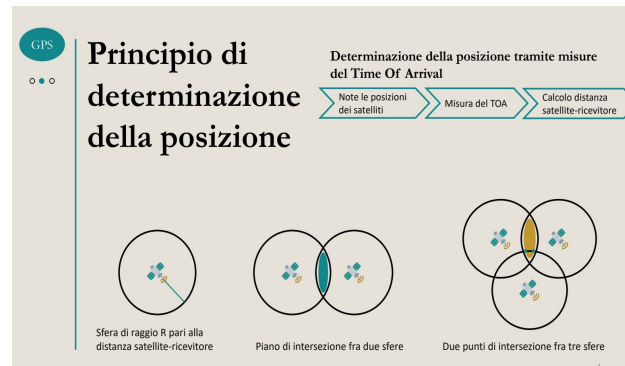 GPS
Principio di
determinazione
della posizione
Determinazione della posizione tramite misure
del Time Of Arrival
Note le posizioni
dei satelliti
Misura del TOA
Calcolo distanza
satellite-ricevitore
Sfera di raggio R pari alla
distanza satellite-ricevitore
Piano di intersezione fra due sfere
Due punti di intersezione fra tre sfere